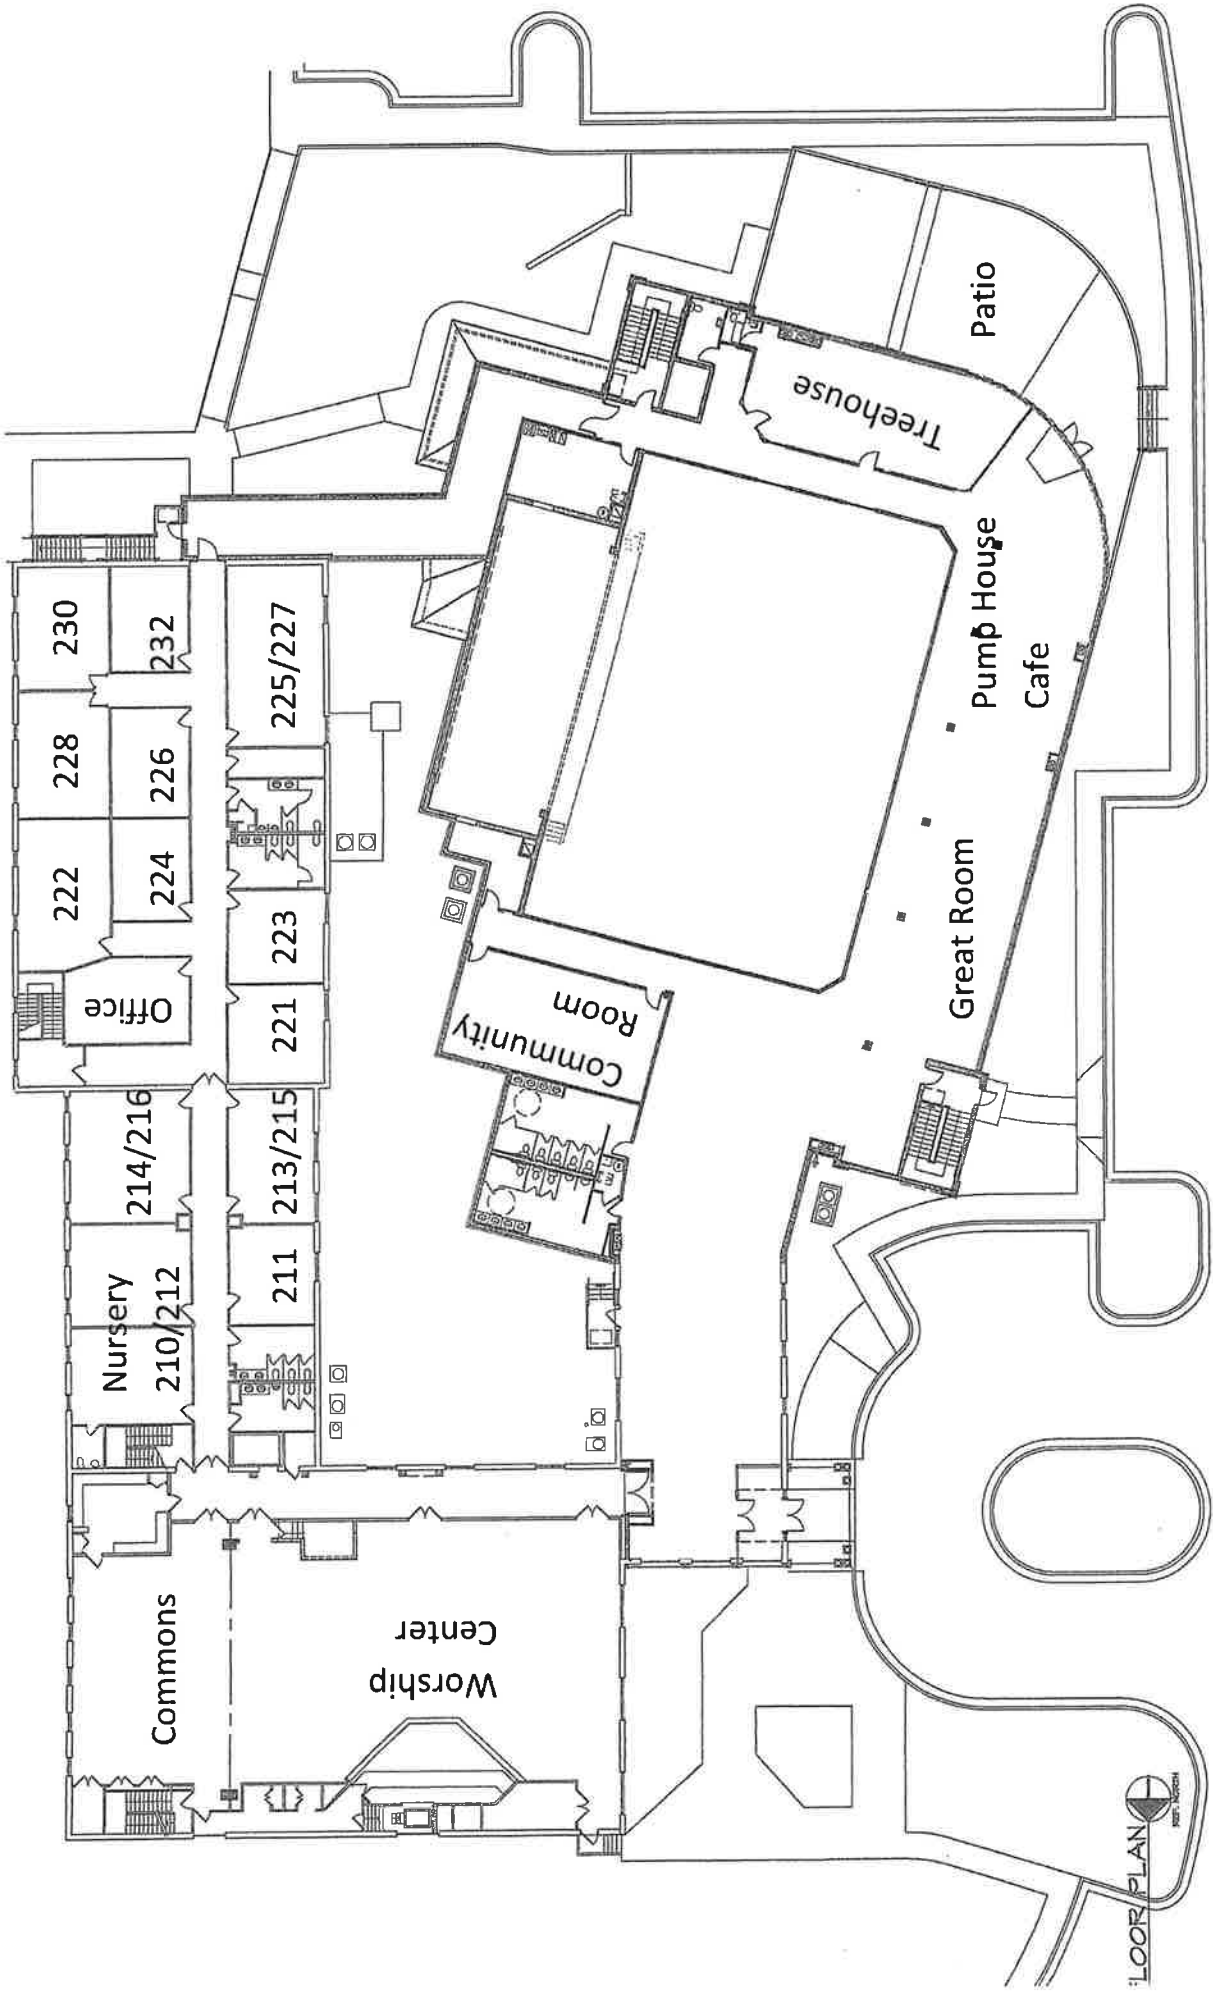 230
232
228
226
222
224
Office
225/227
223
221
214/216
213/215
Nursery
210/212
211
Commons
Worship
Center
Community
Room
Treehouse
Patio
Pump House
Cafe
Great Room
LOOR PLAN